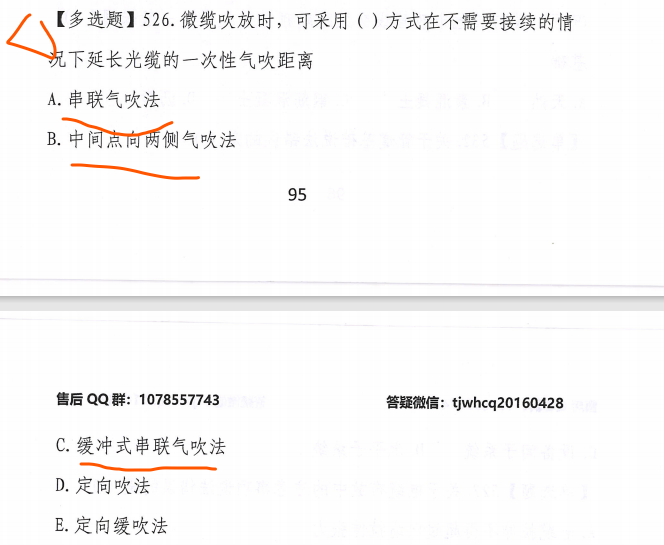 【多选题】526.微缆吹放时，可采用（）方式在不需要接续的情
况下延长光缆的一次性气吹距离
A.串联气吹法
B.中间点向两侧气吹法
95
售后 QQ 群：1078557743 答疑微信：tjwhcq20160428
C.缓冲式串联气吹法
D.定向吹法
E.定向缓吹法